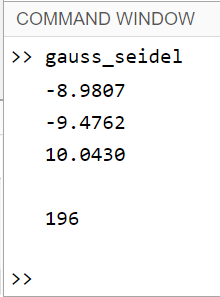 COMMAND WINDOW
>> gauss_seidel
-8.9807
-9.4762
10.0430
196
>>